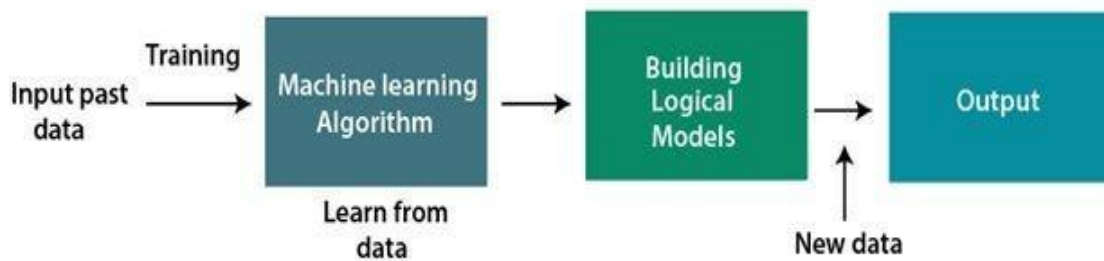 Training
Input past
data
Machine learning
Algorithm
Learn from
data
Building
Logical
Models
New data
Output